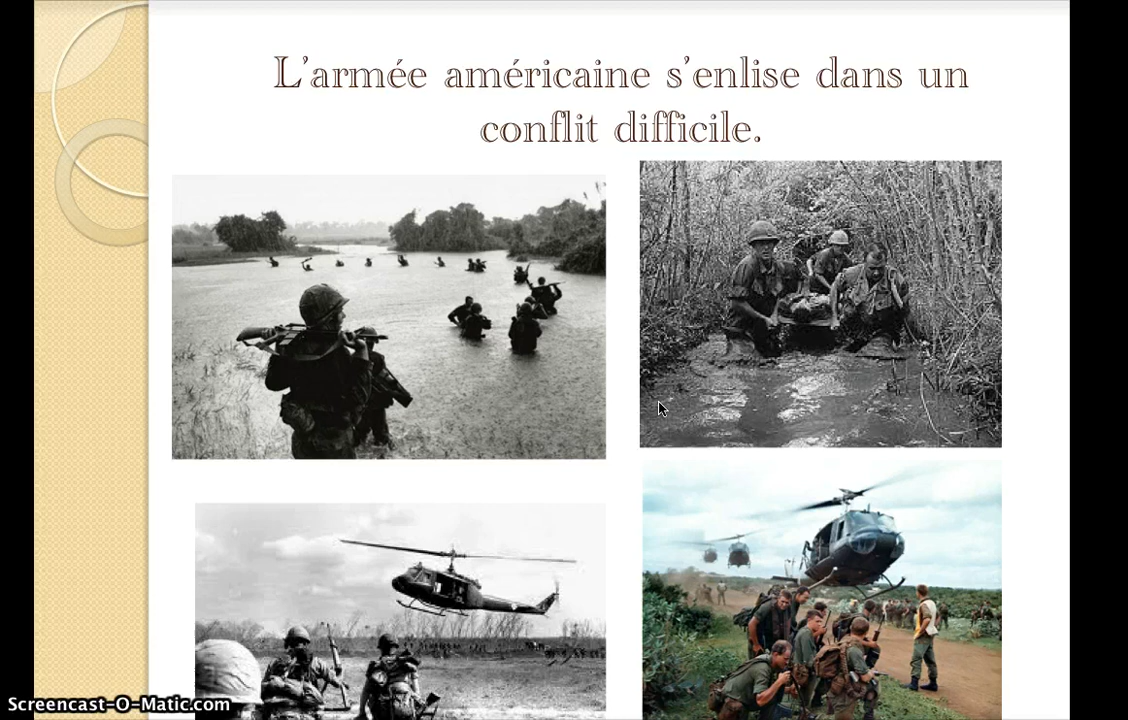 L'armée américaine s'enlise dans un
conflit difficile.
Screencast-O-Matic.com